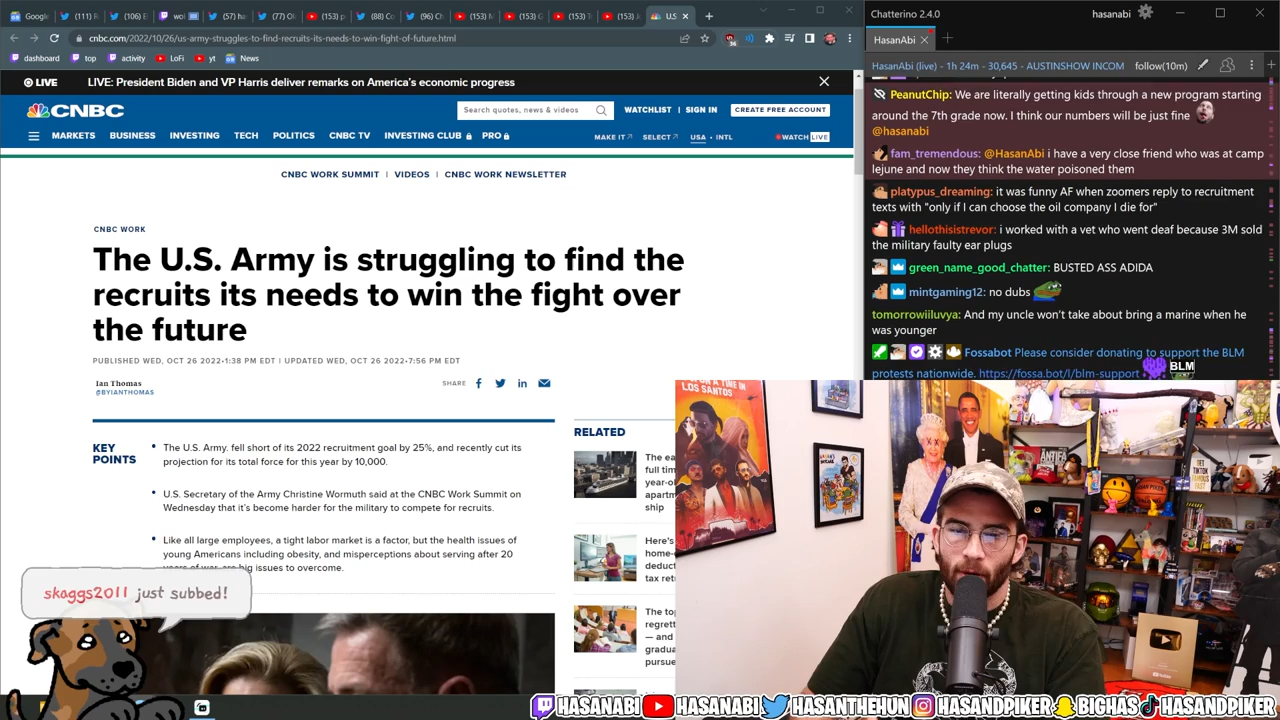 Google
cnbc.com/2022/10/26/us-army-struggles-to-find-recruits-its-needs-to-win-fight-of-future.html
dashboard
top
activity
LoFi
yt
News
LIVE
LIVE: President Biden and VP Harris deliver remarks on America's economic progress
CNBC
Search quotes, news & videos
WATCHLIST | SIGN IN
CREATE FREE ACCOUNT
MARKETS
BUSINESS
INVESTING
TECH
POLITICS
CNBC TV
INVESTING CLUB
PRO
MAKE IT
SELECT
USA • INTL
WATCH LIVE
CNBC WORK SUMMIT | VIDEOS | CNBC WORK NEWSLETTER
CNBC WORK
The U.S. Army is struggling to find the
recruits its needs to win the fight over
the future
PUBLISHED WED, OCT 26 2022•1:38 PM EDT | UPDATED WED, OCT 26 2022•7:56 PM EDT
Ian Thomas
@BYIANTHOMAS
SHARE
KEY
POINTS
The U.S. Army. fell short of its 2022 recruitment goal by 25%, and recently cut its
projection for its total force for this year by 10,000.
U.S. Secretary of the Army Christine Wormuth said at the CNBC Work Summit on
Wednesday that it's become harder for the military to compete for recruits.
Like all large employees, a tight labor market is a factor, but the health issues of
young Americans including obesity, and misperceptions about serving after 20
years of war, are big issues to overcome.
RELATED
skaggs2011 just subbed!
Chatterino 2.4.0
hasanabi
HasanAbi
HasanAbi (live) - 1h 24m - 30,645 - AUSTINSHOW INCOM
follow(10m)
PeanutChip: We are literally getting kids through a new program starting
around the 7th grade now. I think our numbers will be just fine
@hasanabi
fam_tremendous: @HasanAbi i have a very close friend who was at camp
lejune and now they think the water poisoned them
platypus_dreaming: it was funny AF when zoomers reply to recruitment
texts with "only if I can choose the oil company I die for"
hellothisistrevor: i worked with a vet who went deaf because 3M sold
the military faulty ear plugs
green_name_good_chatter: BUSTED ASS ADIDA
mintgaming12: no dubs
tomorrowiiluvya: And my uncle won't take about bring a marine when he
was younger
Fossabot Please consider donating to support the BLM
protests nationwide. https://fossa.bot/l/blm-support
BLM
LOS SANTOS
ANTIFA
HASANABI
HASANABI
HASANTHEHUN
HASANDPIKER
BIGHAS
HASANDPIKER